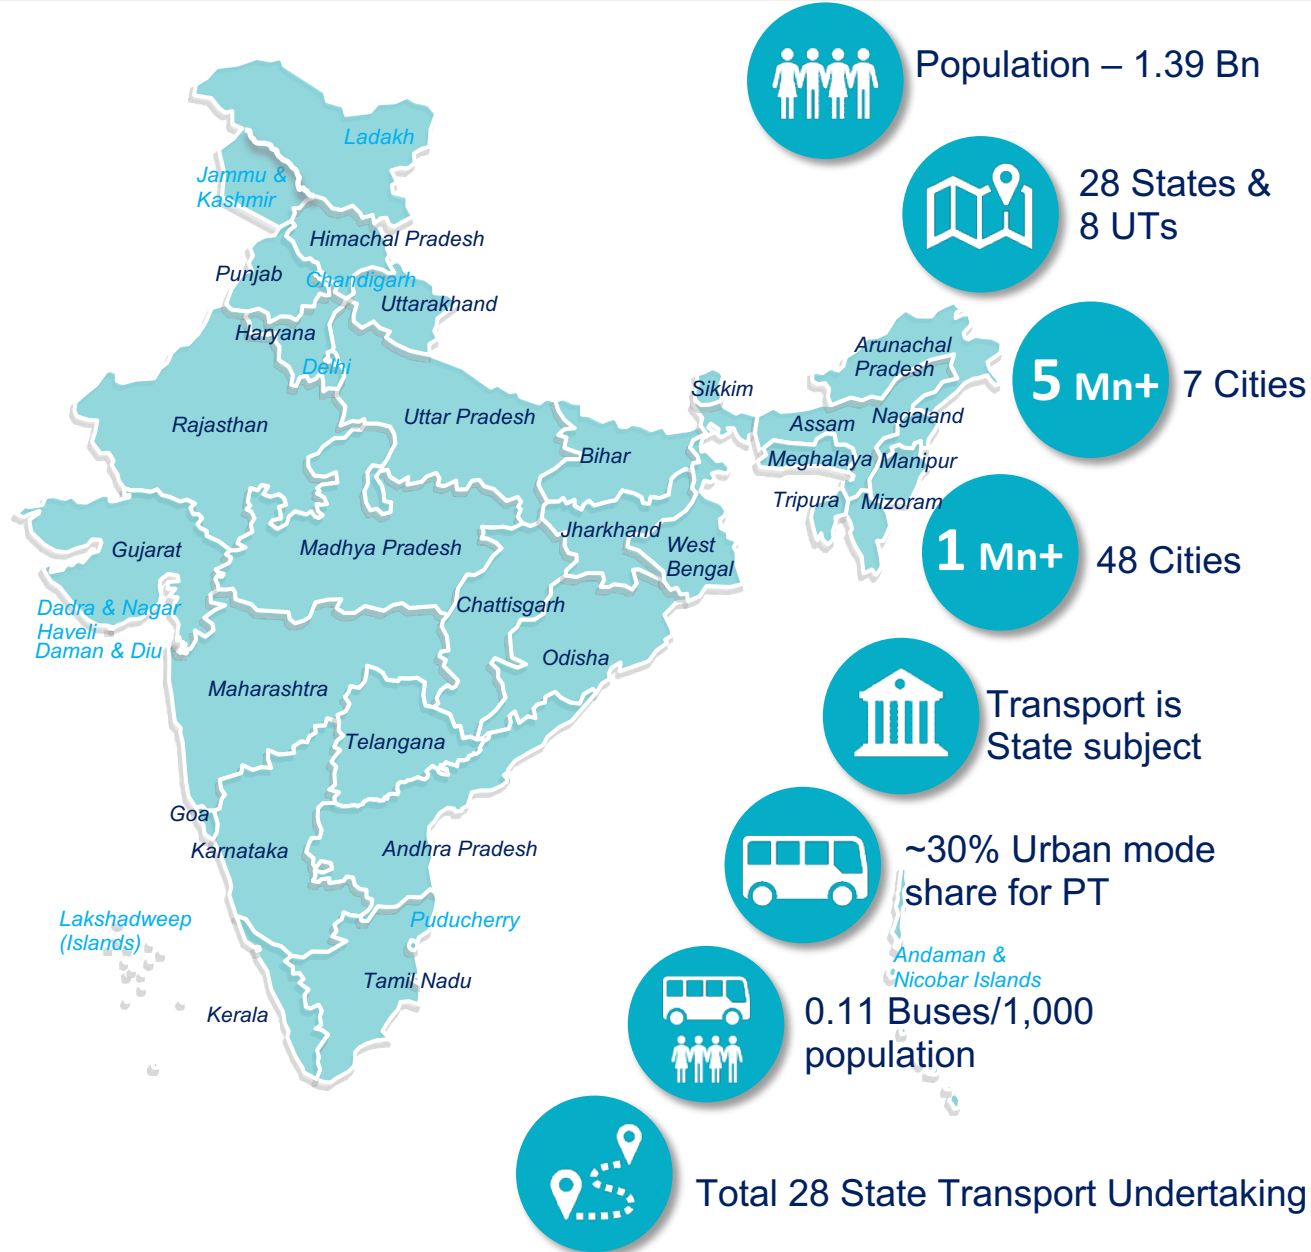 Population – 1.39 Bn
28 States &
8 UTs
5 Mn+
7 Cities
1 Mn+
48 Cities
Transport is
State subject
~30% Urban mode
share for PT
0.11 Buses/1,000
population
Total 28 State Transport Undertaking
Ladakh
Jammu &
Kashmir
Himachal Pradesh
Punjab
Chandigarh
Uttarakhand
Haryana
Delhi
Rajasthan
Uttar Pradesh
Bihar
Sikkim
Arunachal
Pradesh
Assam
Nagaland
Meghalaya
Manipur
Tripura
Mizoram
Gujarat
Madhya Pradesh
Jharkhand
West
Bengal
Chattisgarh
Dadra & Nagar
Haveli
Daman & Diu
Odisha
Maharashtra
Telangana
Goa
Karnataka
Andhra Pradesh
Lakshadweep
(Islands)
Puducherry
Tamil Nadu
Kerala
Andaman &
Nicobar Islands